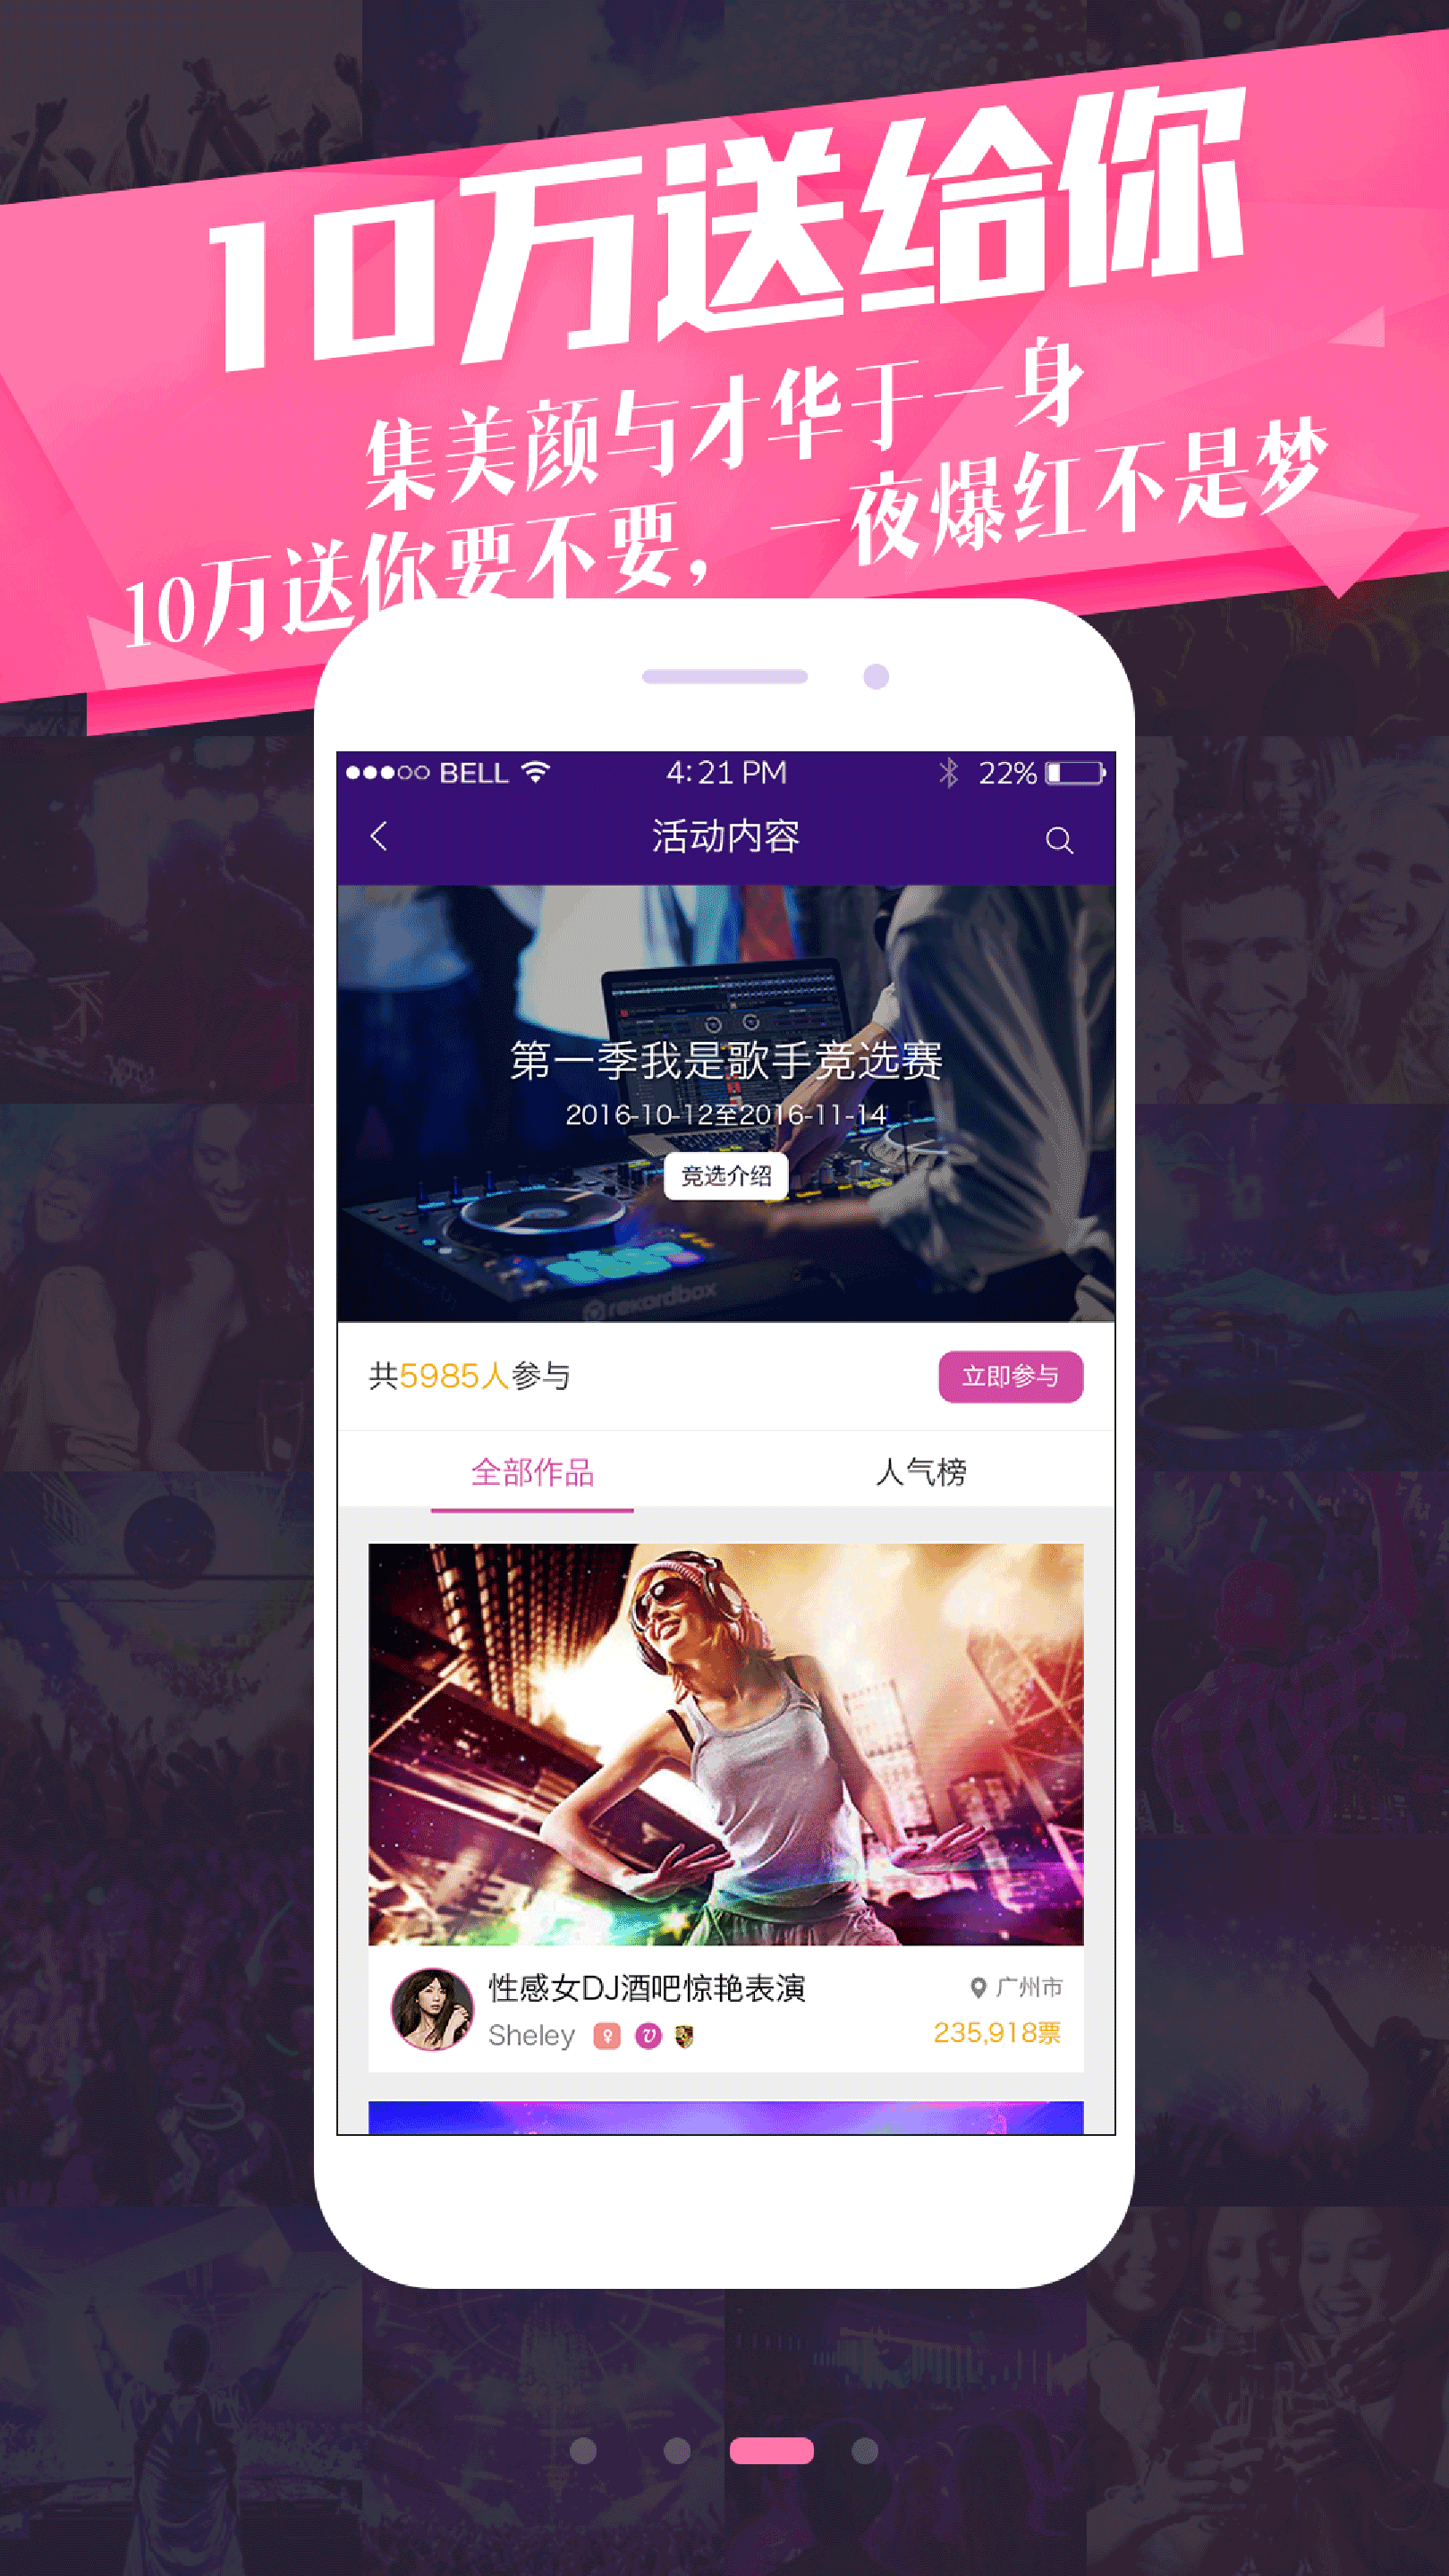 10万送给你
集美颜与才华于一身
10万送你要不要，一夜爆红不是梦
BELL 4:21 PM 22%
活动内容
第一季我是歌手竞选赛
2016-10-12至2016-11-14
竞选介绍
rekordbox
共5985人参与 立即参与
全部作品 人气榜
性感女DJ酒吧惊艳表演 广州市
Sheley 235,918票